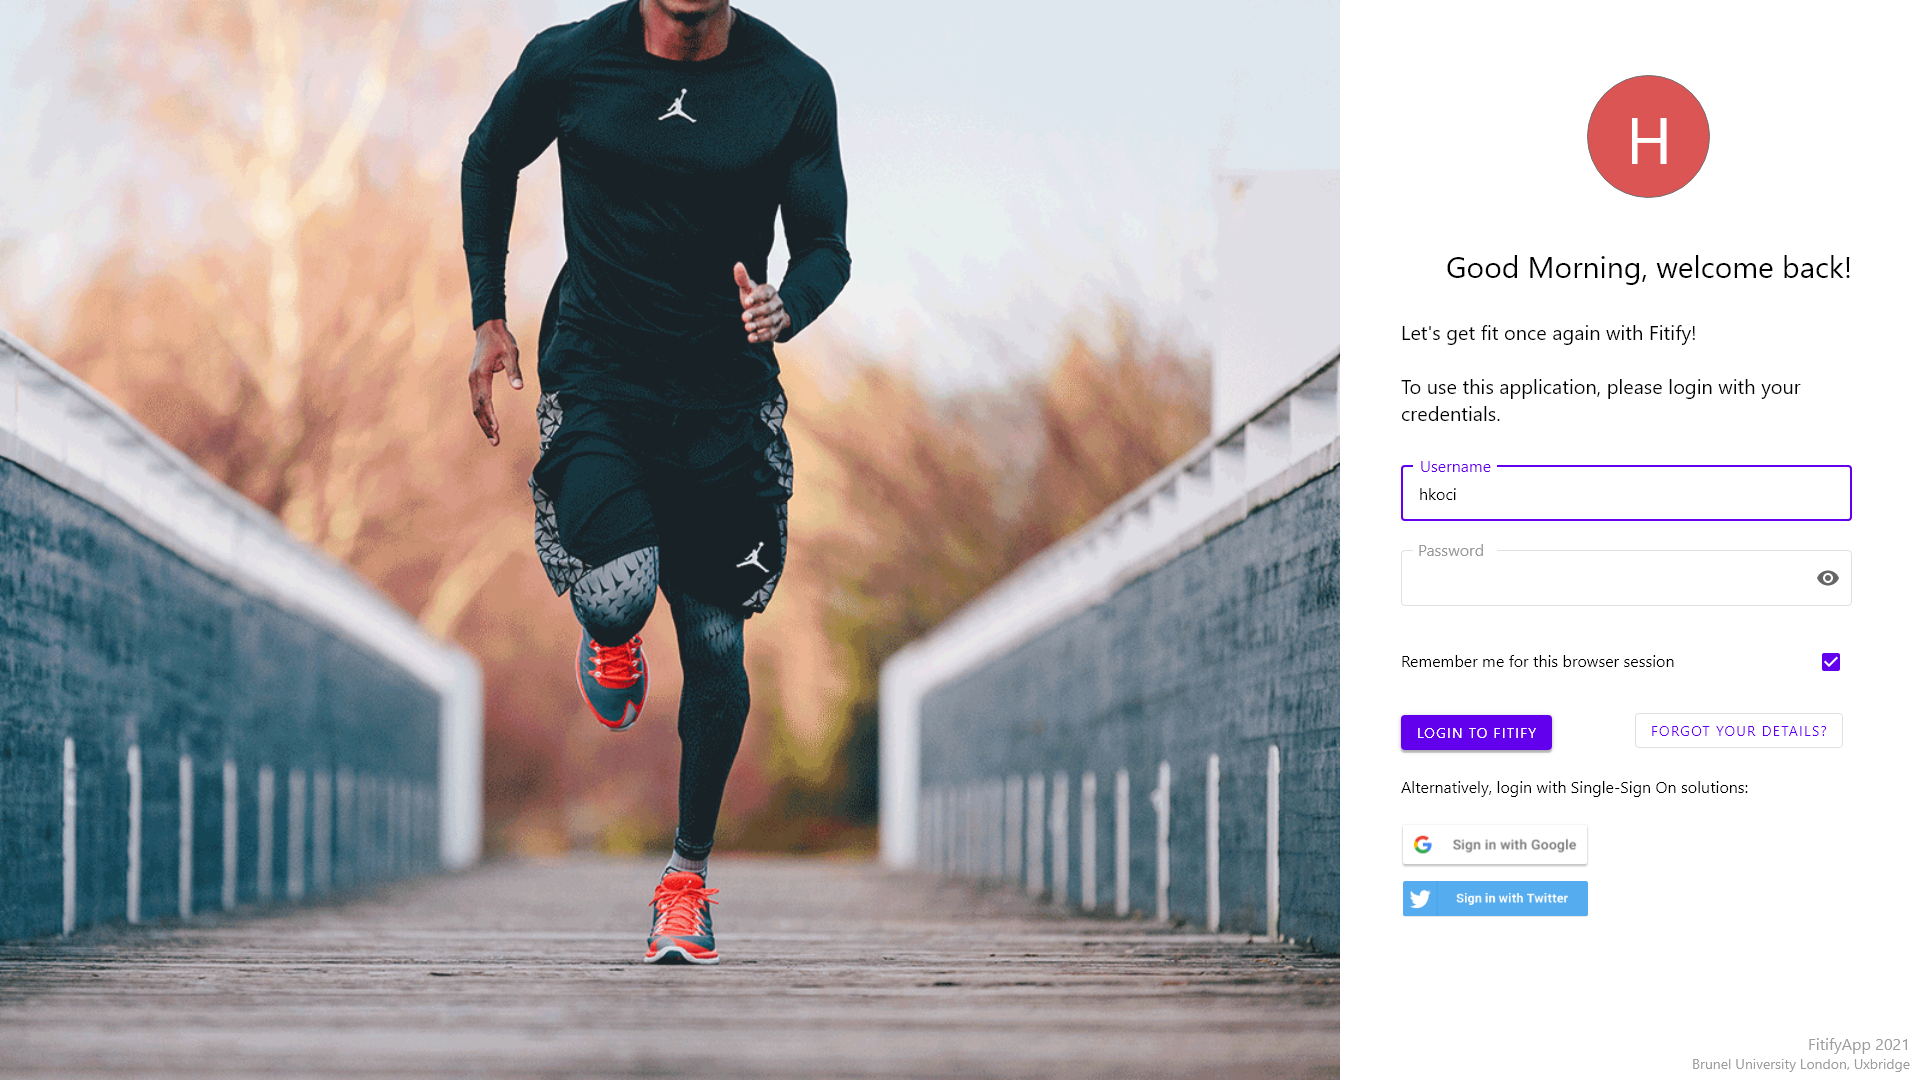 H
Good Morning, welcome back!
Let's get fit once again with Fitify!
To use this application, please login with your
credentials.
Username
hkoci
Password
Remember me for this browser session
LOGIN TO FITIFY
FORGOT YOUR DETAILS?
Alternatively, login with Single-Sign On solutions:
Sign in with Google
Sign in with Twitter
FitifyApp 2021
Brunel University London, Uxbridge